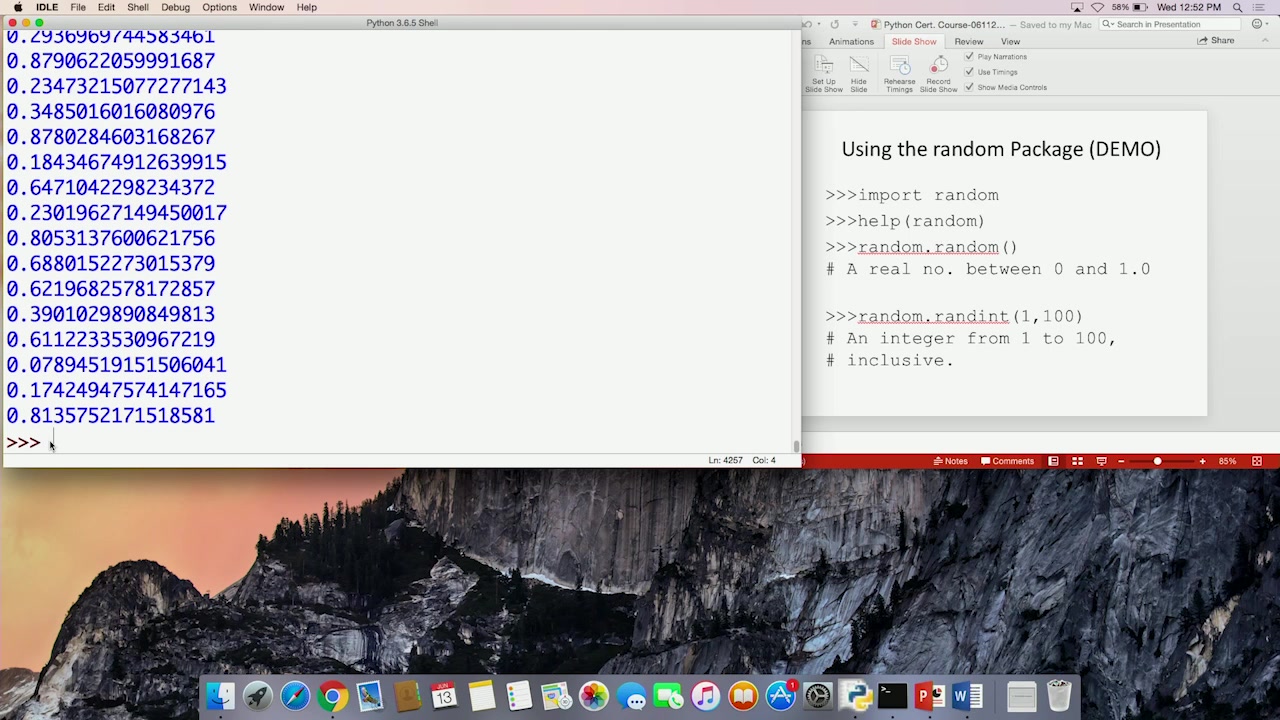 IDLE File Edit Shell Debug Options Window Help
58% Wed 12:52 PM
Python 3.6.5 Shell
0.2936969744583461
0.8790622059991687
0.23473215077277143
0.3485016016080976
0.8780284603168267
0.18434674912639915
0.6471042298234372
0.23019627149450017
0.8053137600621756
0.6880152273015379
0.6219682578172857
0.3901029890849813
0.6112233530967219
0.07894519151506041
0.17424947574147165
0.8135752171518581
>>>
Ln: 4257 Col: 4
Python Cert. Course-06112... — Saved to my Mac
Search in Presentation
ns Animations Slide Show Review View
Share
Set Up Slide Show
Hide Slide
Rehearse Timings
Record Slide Show
Play Narrations
Use Timings
Show Media Controls
Using the random Package (DEMO)
>>>import random
>>>help(random)
>>>random.random()
# A real no. between 0 and 1.0
>>>random.randint(1,100)
# An integer from 1 to 100,
# inclusive.
Notes Comments 85%
JUN
13
1